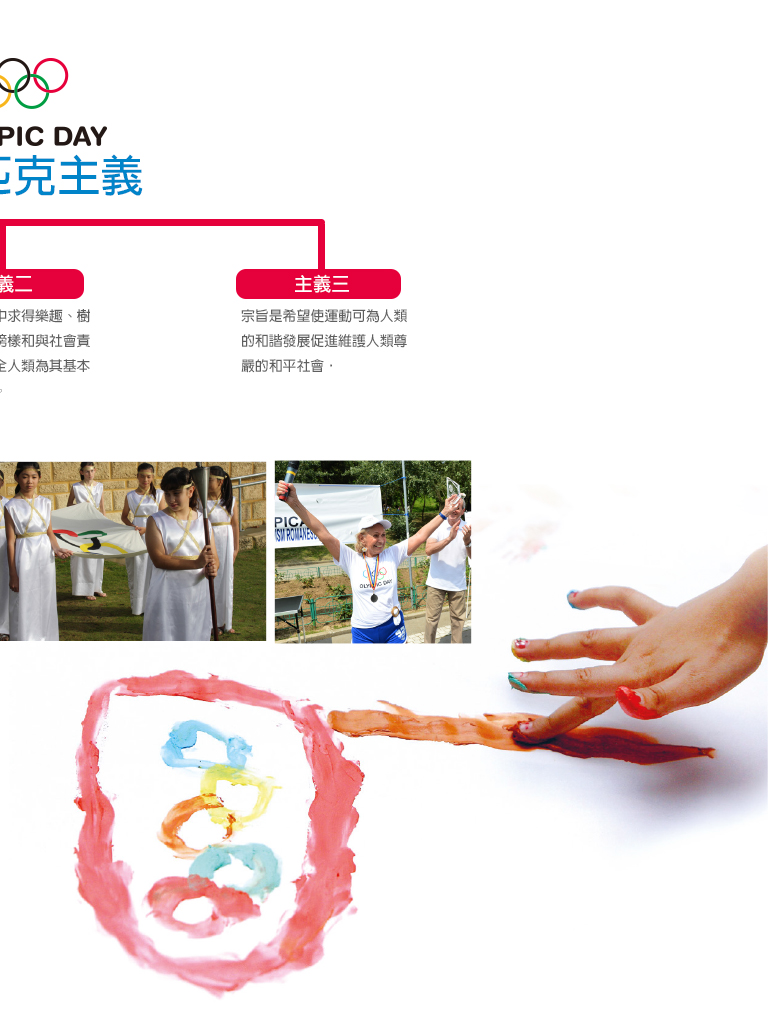 PIC DAY
匹克主義
義二
主義三
中求得樂趣、樹
榜樣和與社會責
全人類為其基本
。
宗旨是希望使運動可為人類
的和諧發展促進維護人類尊
嚴的和平社會．
PICA
ISM ROMANESC
OLYMPIC DAY